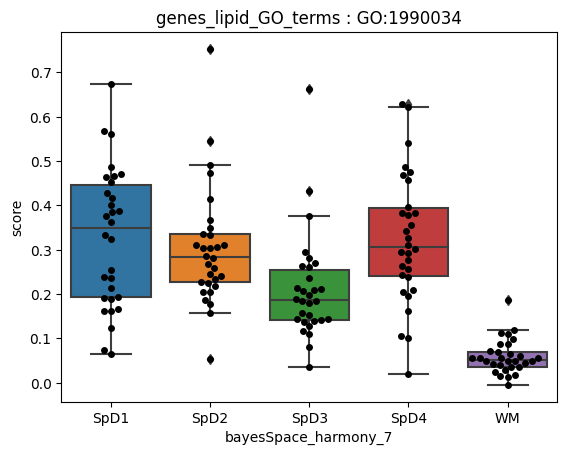 genes_lipid_GO_terms : GO:1990034
score
0.7
0.6
0.5
0.4
0.3
0.2
0.1
0.0
SpD1 SpD2 SpD3 SpD4 WM
bayesSpace_harmony_7